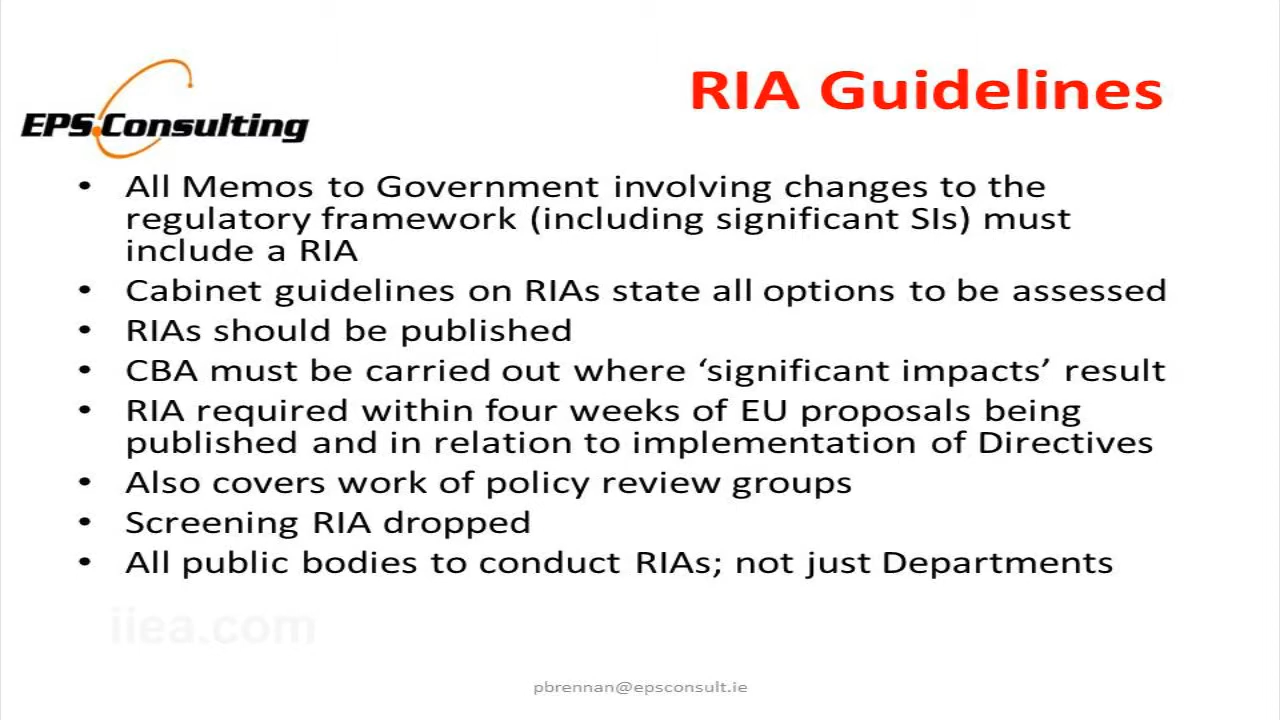 RIA Guidelines
EPS Consulting
• All Memos to Government involving changes to the
regulatory framework (including significant SIs) must
include a RIA
• Cabinet guidelines on RIAs state all options to be assessed
• RIAs should be published
• CBA must be carried out where ‘significant impacts’ result
• RIA required within four weeks of EU proposals being
published and in relation to implementation of Directives
• Also covers work of policy review groups
• Screening RIA dropped
• All public bodies to conduct RIAs; not just Departments
iiea.com
pbrennan@epsconsult.ie